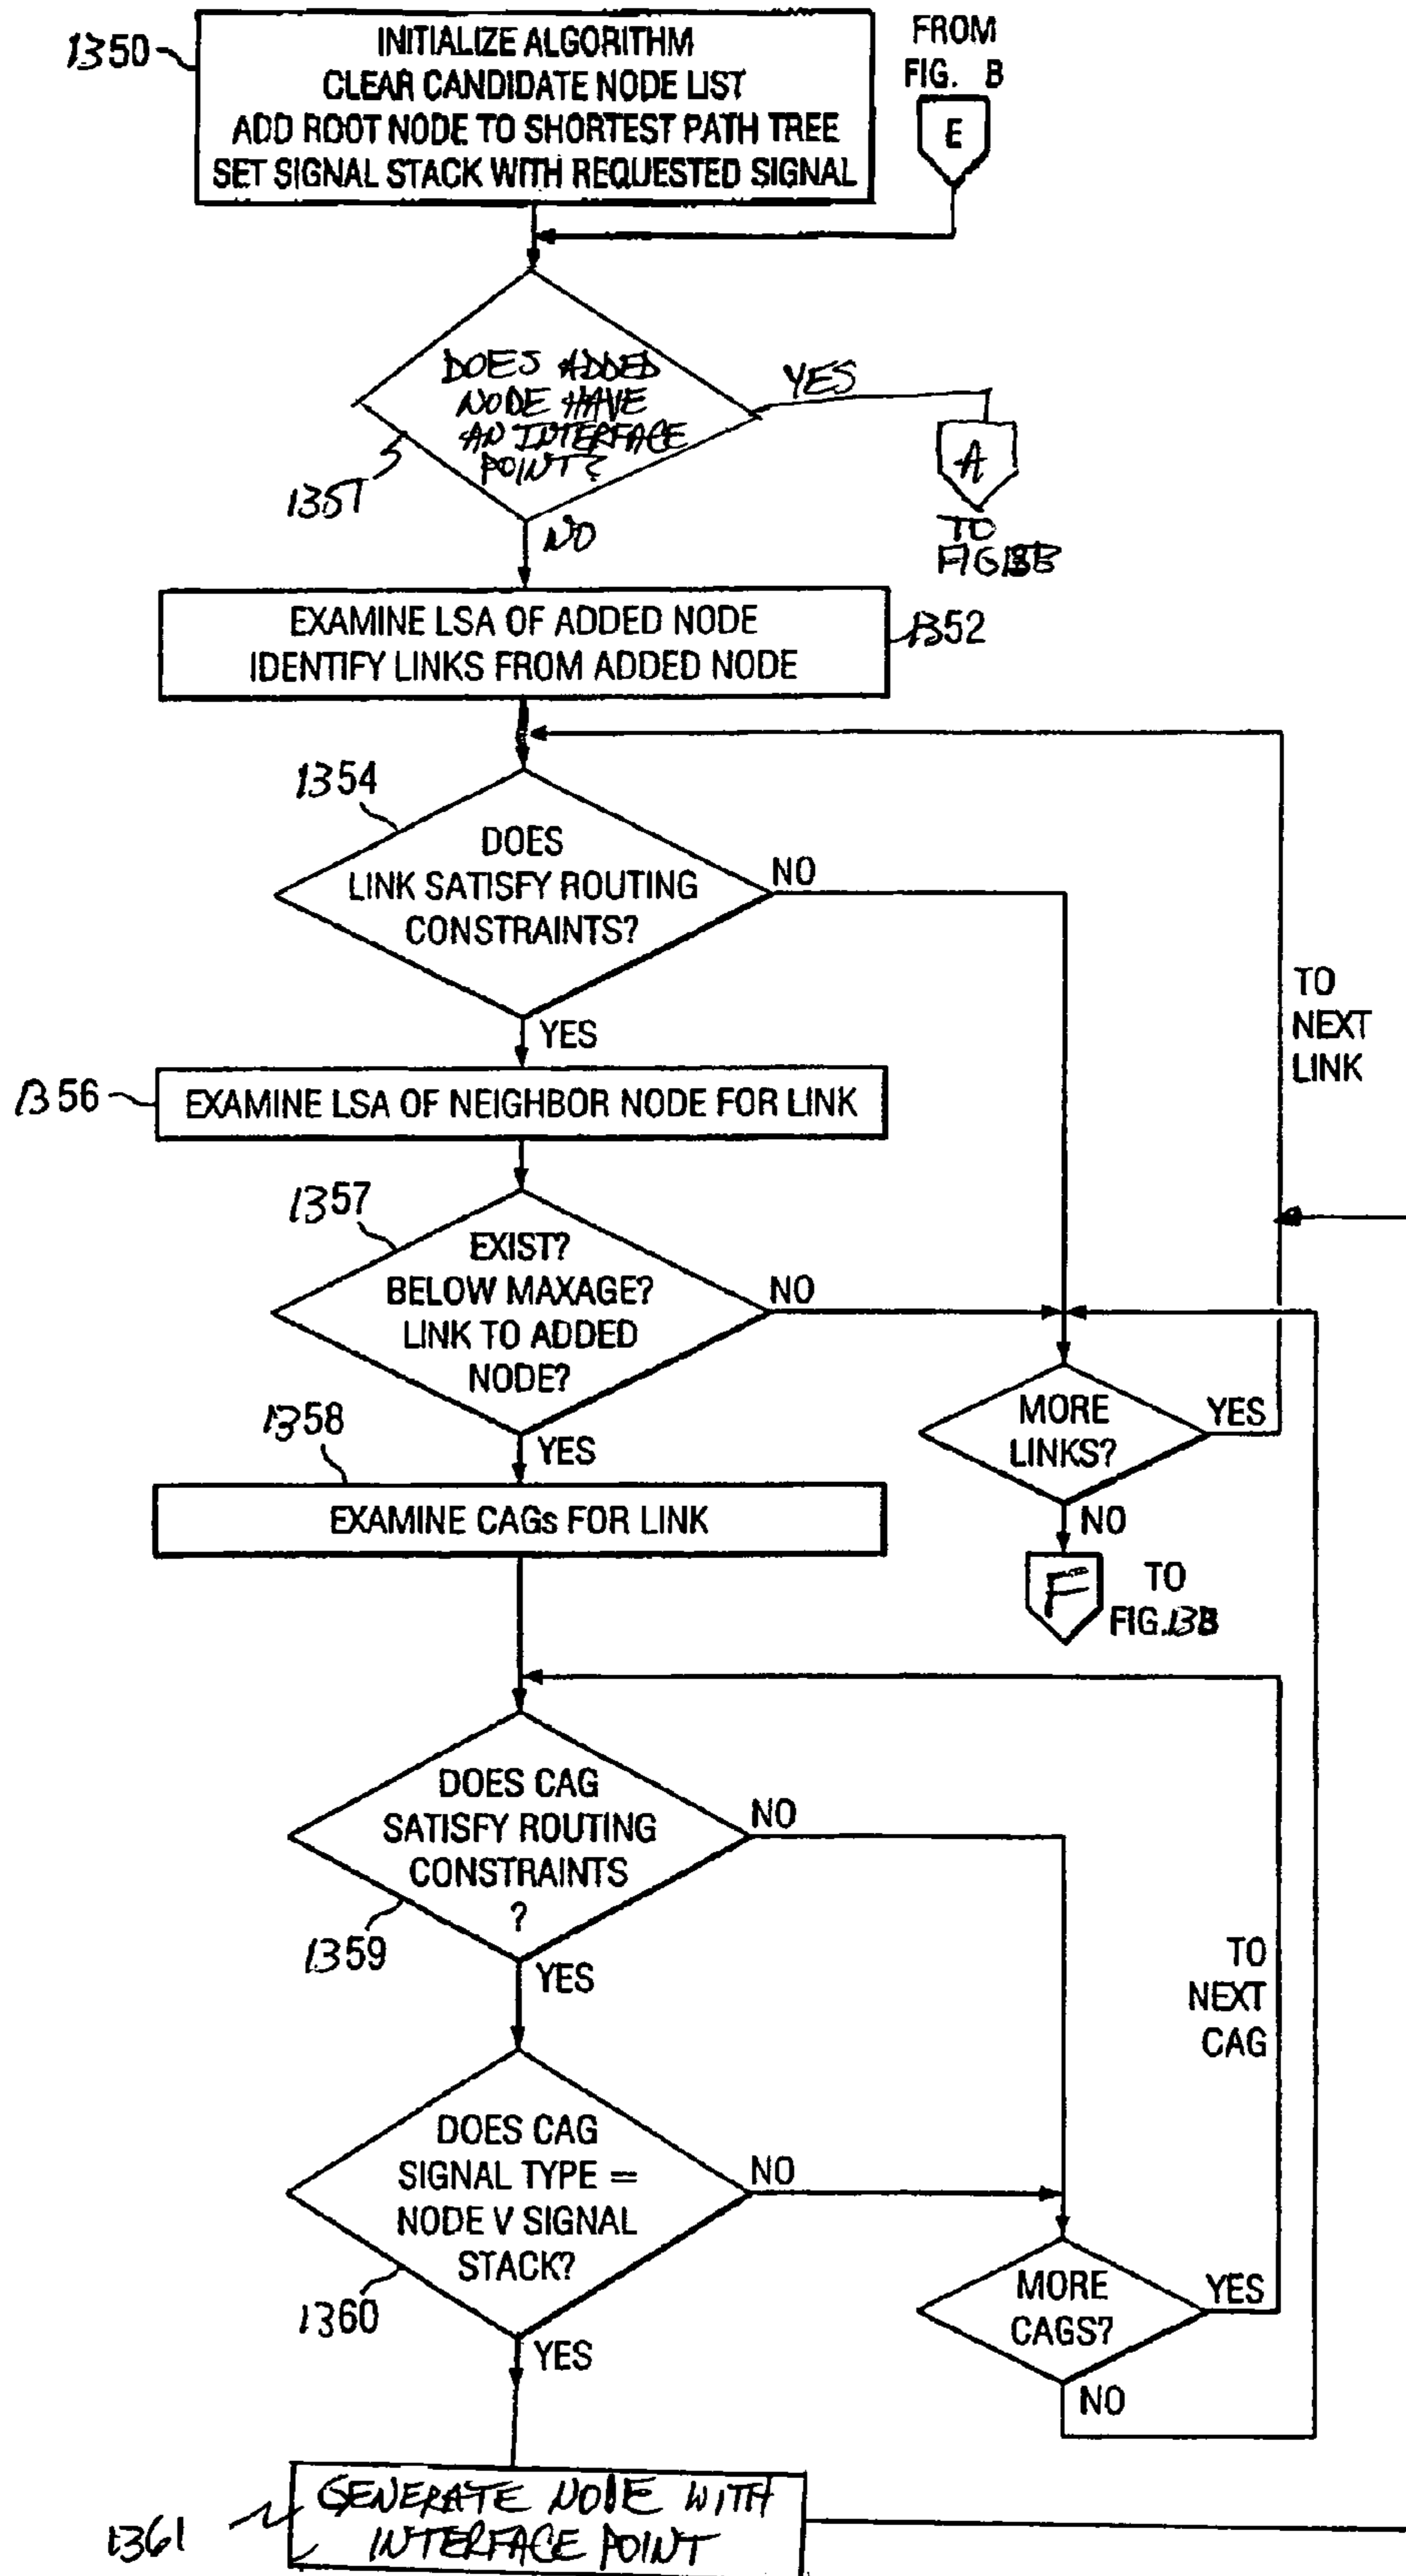 1350
INITIALIZE ALGORITHM
CLEAR CANDIDATE NODE LIST
ADD ROOT NODE TO SHORTEST PATH TREE
SET SIGNAL STACK WITH REQUESTED SIGNAL
FROM
FIG. B
E
DOES ADDED
NODE HAVE
AN INTERFACE
POINT?
YES
1351
A
TO
NO
EXAMINE LSA OF ADDED NODE
IDENTIFY LINKS FROM ADDED NODE
1352
1354
DOES
LINK SATISFY ROUTING
CONSTRAINTS?
NO
YES
TO
NEXT
LINK
1356
EXAMINE LSA OF NEIGHBOR NODE FOR LINK
1357
EXIST?
BELOW MAXAGE?
LINK TO ADDED
NODE?
NO
YES
MORE
LINKS?
YES
NO
F
TO
FIG.13B
1358
EXAMINE CAGs FOR LINK
DOES CAG
SATISFY ROUTING
CONSTRAINTS
?
NO
1359
YES
TO
NEXT
CAG
DOES CAG
SIGNAL TYPE =
NODE V SIGNAL
STACK?
NO
1360
YES
MORE
CAGS?
YES
NO
1361
GENERATE NODE WITH
INTERFACE POINT